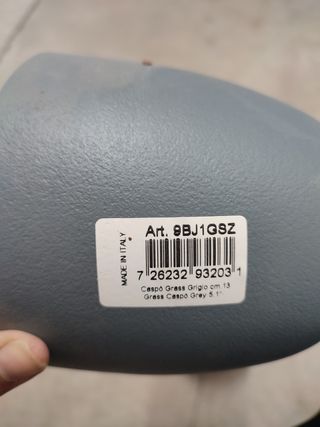 Art. 9BJ1GSZ
MADE IN ITALY
7 26232 93203 1
Caspò Grass Grigio cm.13
Grass Caspò Grey 5.1"